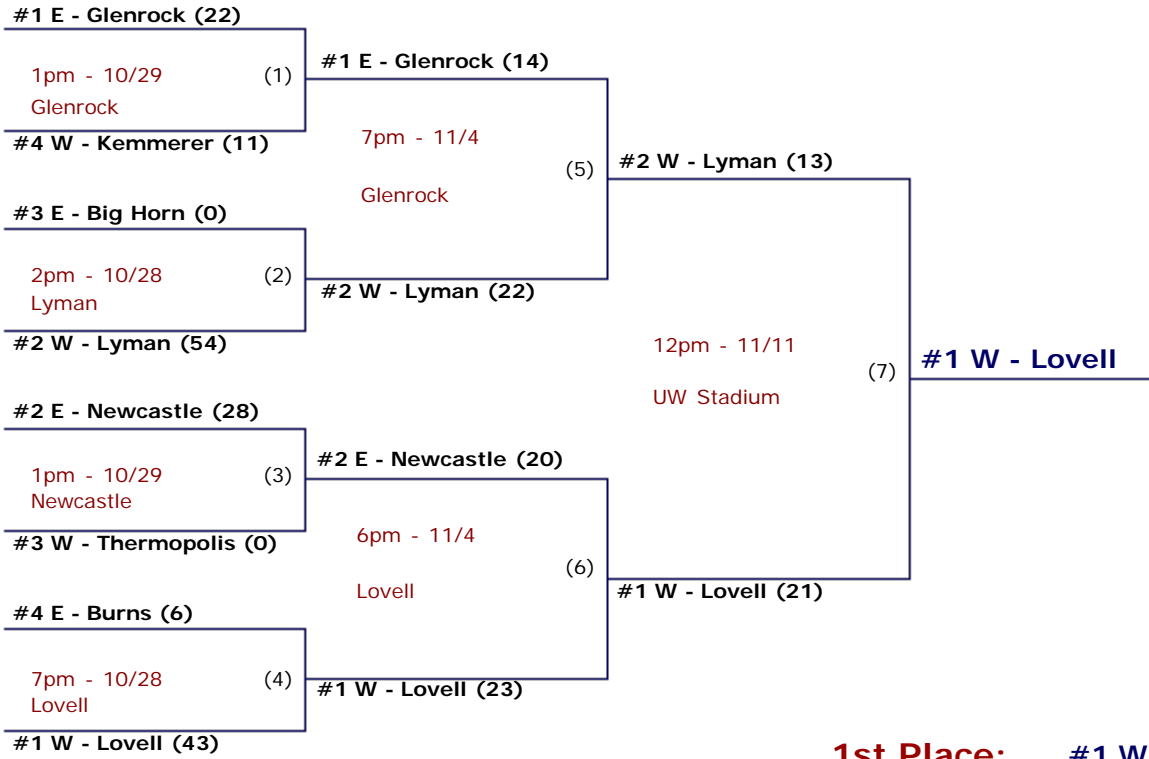 #1 E - Glenrock (22)
1pm - 10/29
(1)
Glenrock
#4 W - Kemmerer (11)
#3 E - Big Horn (0)
2pm - 10/28
(2)
Lyman
#2 W - Lyman (54)
#2 E - Newcastle (28)
1pm - 10/29
(3)
Newcastle
#3 W - Thermopolis (0)
#4 E - Burns (6)
7pm - 10/28
(4)
Lovell
#1 W - Lovell (43)
#1 E - Glenrock (14)
7pm - 11/4
(5)
Glenrock
#2 W - Lyman (22)
#2 E - Newcastle (20)
6pm - 11/4
(6)
Lovell
#1 W - Lovell (23)
#2 W - Lyman (13)
12pm - 11/11
(7)
UW Stadium
#1 W - Lovell (21)
#1 W - Lovell
1st Place: #1 W